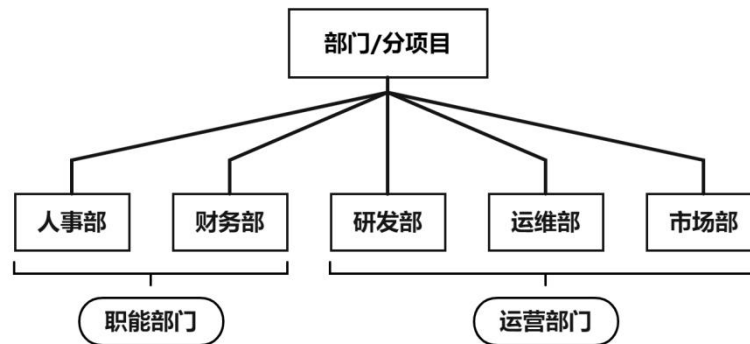 部门/分项目
人事部
财务部
研发部
运维部
市场部
职能部门
运营部门